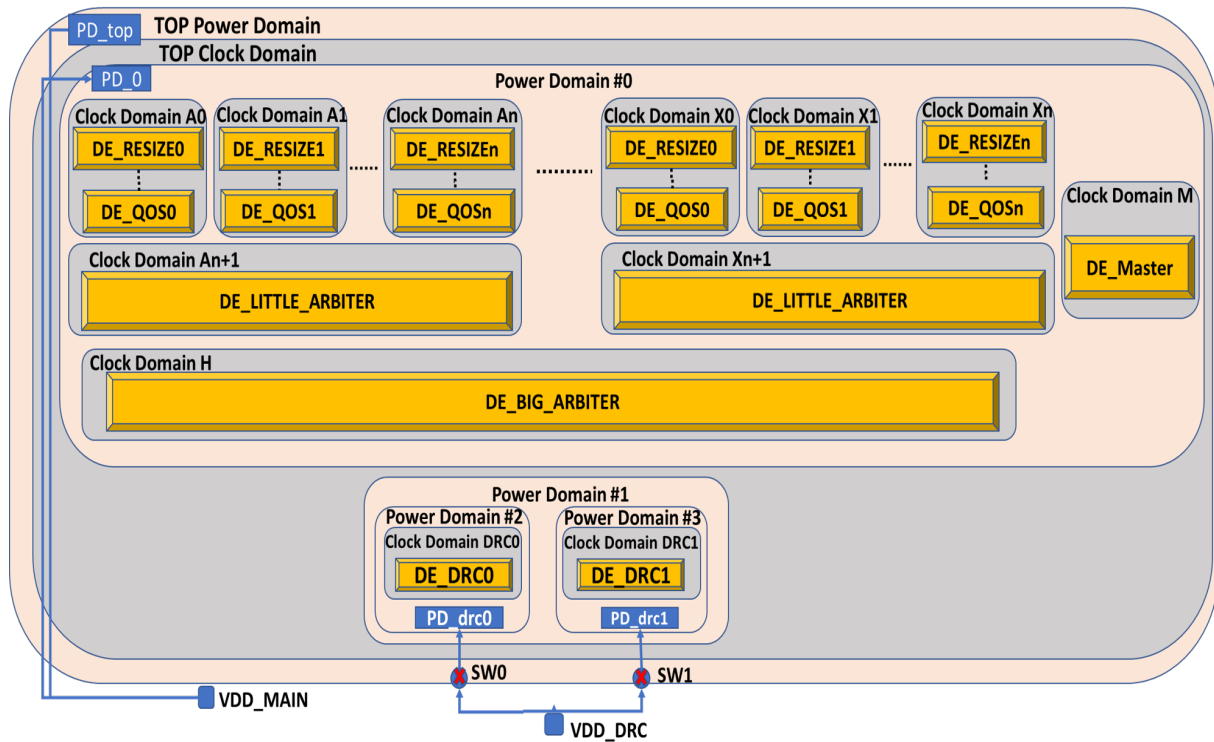 PD_top
TOP Power Domain
TOP Clock Domain
PD_0
Power Domain #0
Clock Domain A0
DE_RESIZE0
DE_QOS0
Clock Domain A1
DE_RESIZE1
DE_QOS1
Clock Domain An
DE_RESIZEn
DE_QOSn
Clock Domain X0
DE_RESIZE0
DE_QOS0
Clock Domain X1
DE_RESIZE1
DE_QOS1
Clock Domain Xn
DE_RESIZEn
DE_QOSn
Clock Domain M
DE_Master
Clock Domain An+1
DE_LITTLE_ARBITER
Clock Domain Xn+1
DE_LITTLE_ARBITER
Clock Domain H
DE_BIG_ARBITER
Power Domain #1
Power Domain #2
Clock Domain DRC0
DE_DRC0
PD_drc0
Power Domain #3
Clock Domain DRC1
DE_DRC1
PD_drc1
SW0
SW1
VDD_MAIN
VDD_DRC